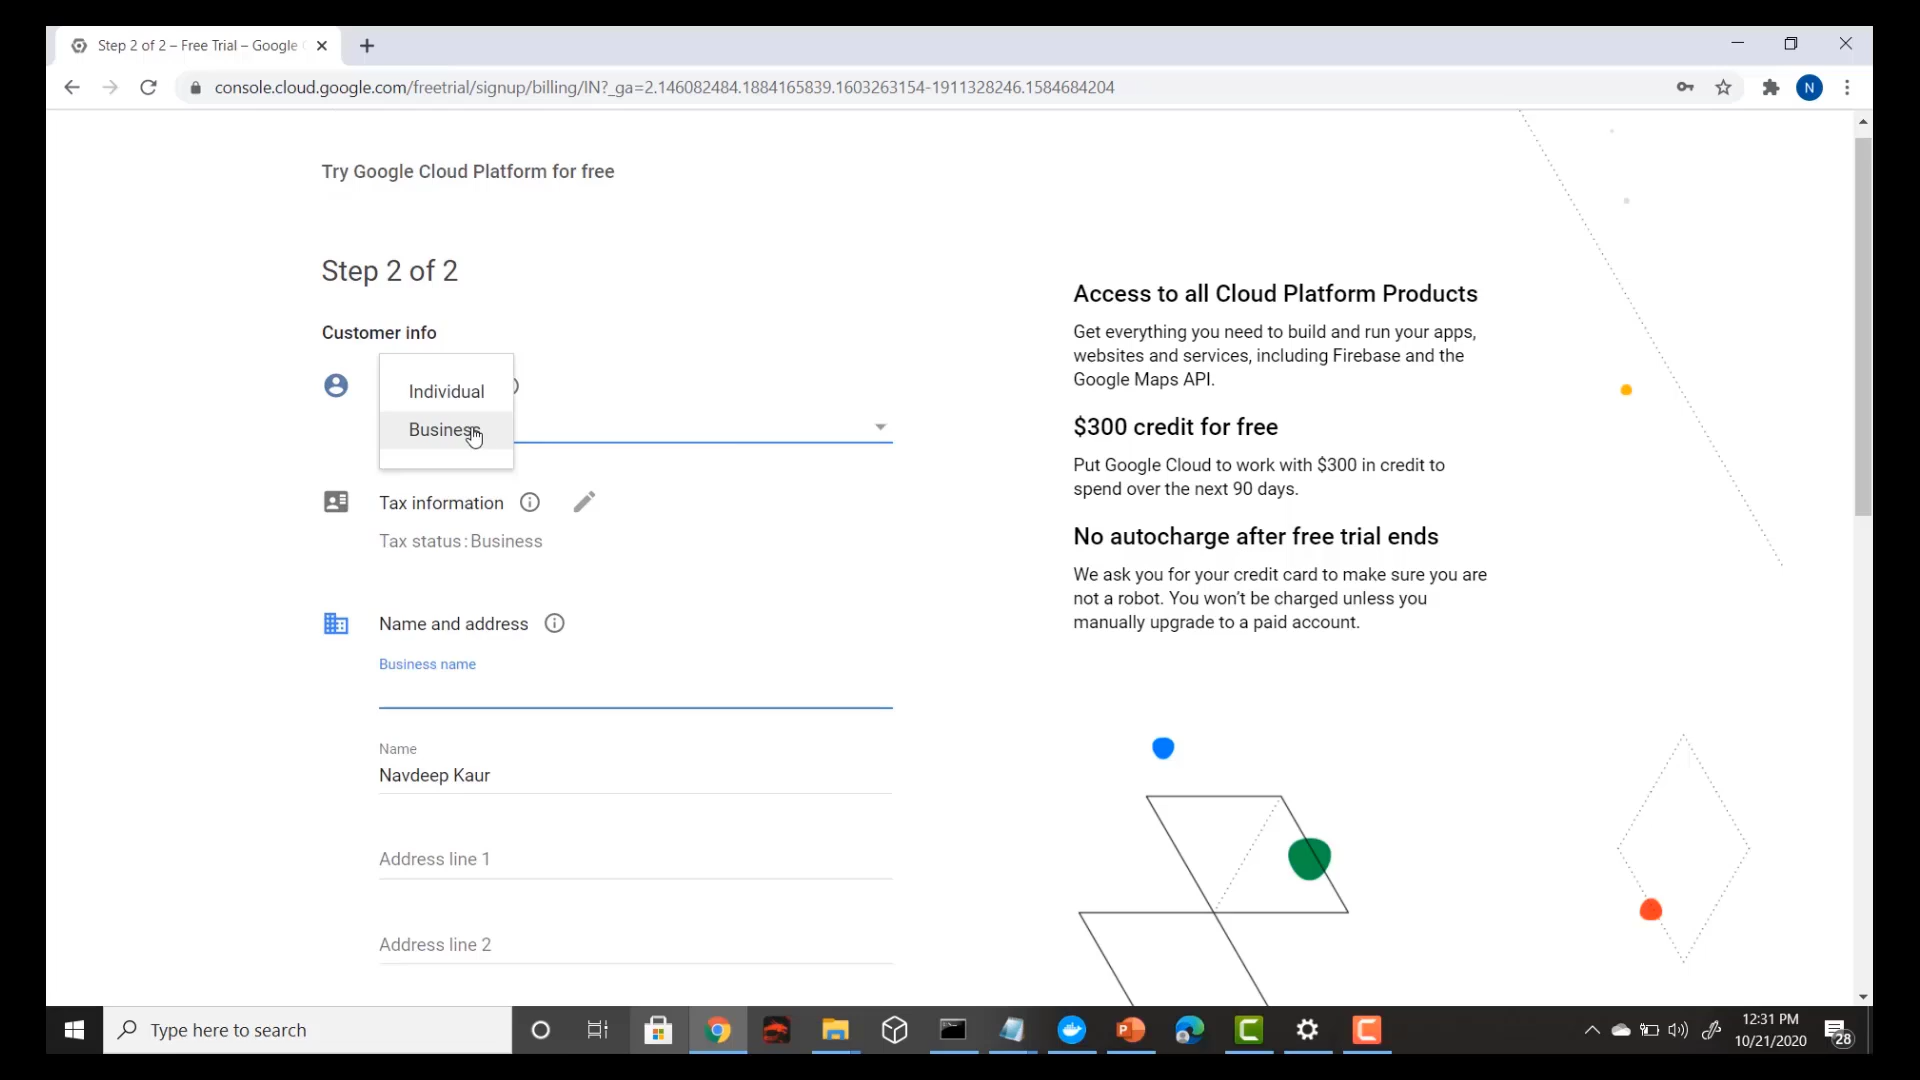 Step 2 of 2 – Free Trial – Google
console.cloud.google.com/freetrial/signup/billing/IN?_ga=2.146082484.1884165839.1603263154-1911328246.1584684204
N
Try Google Cloud Platform for free
Step 2 of 2
Customer info
Individual
Business
Tax information
Tax status: Business
Name and address
Business name
Name
Navdeep Kaur
Address line 1
Address line 2
Access to all Cloud Platform Products
Get everything you need to build and run your apps,
websites and services, including Firebase and the
Google Maps API.
$300 credit for free
Put Google Cloud to work with $300 in credit to
spend over the next 90 days.
No autocharge after free trial ends
We ask you for your credit card to make sure you are
not a robot. You won't be charged unless you
manually upgrade to a paid account.
Type here to search
12:31 PM
10/21/2020
28